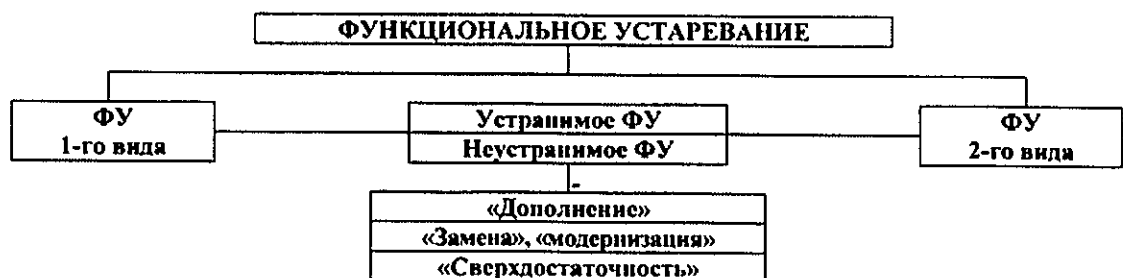 ФУНКЦИОНАЛЬНОЕ УСТАРЕВАНИЕ
ФУ
1-го вида
Устранимое ФУ
Неустранимое ФУ
ФУ
2-го вида
«Дополнение»
«Замена», «модернизация»
«Сверхдостаточность»